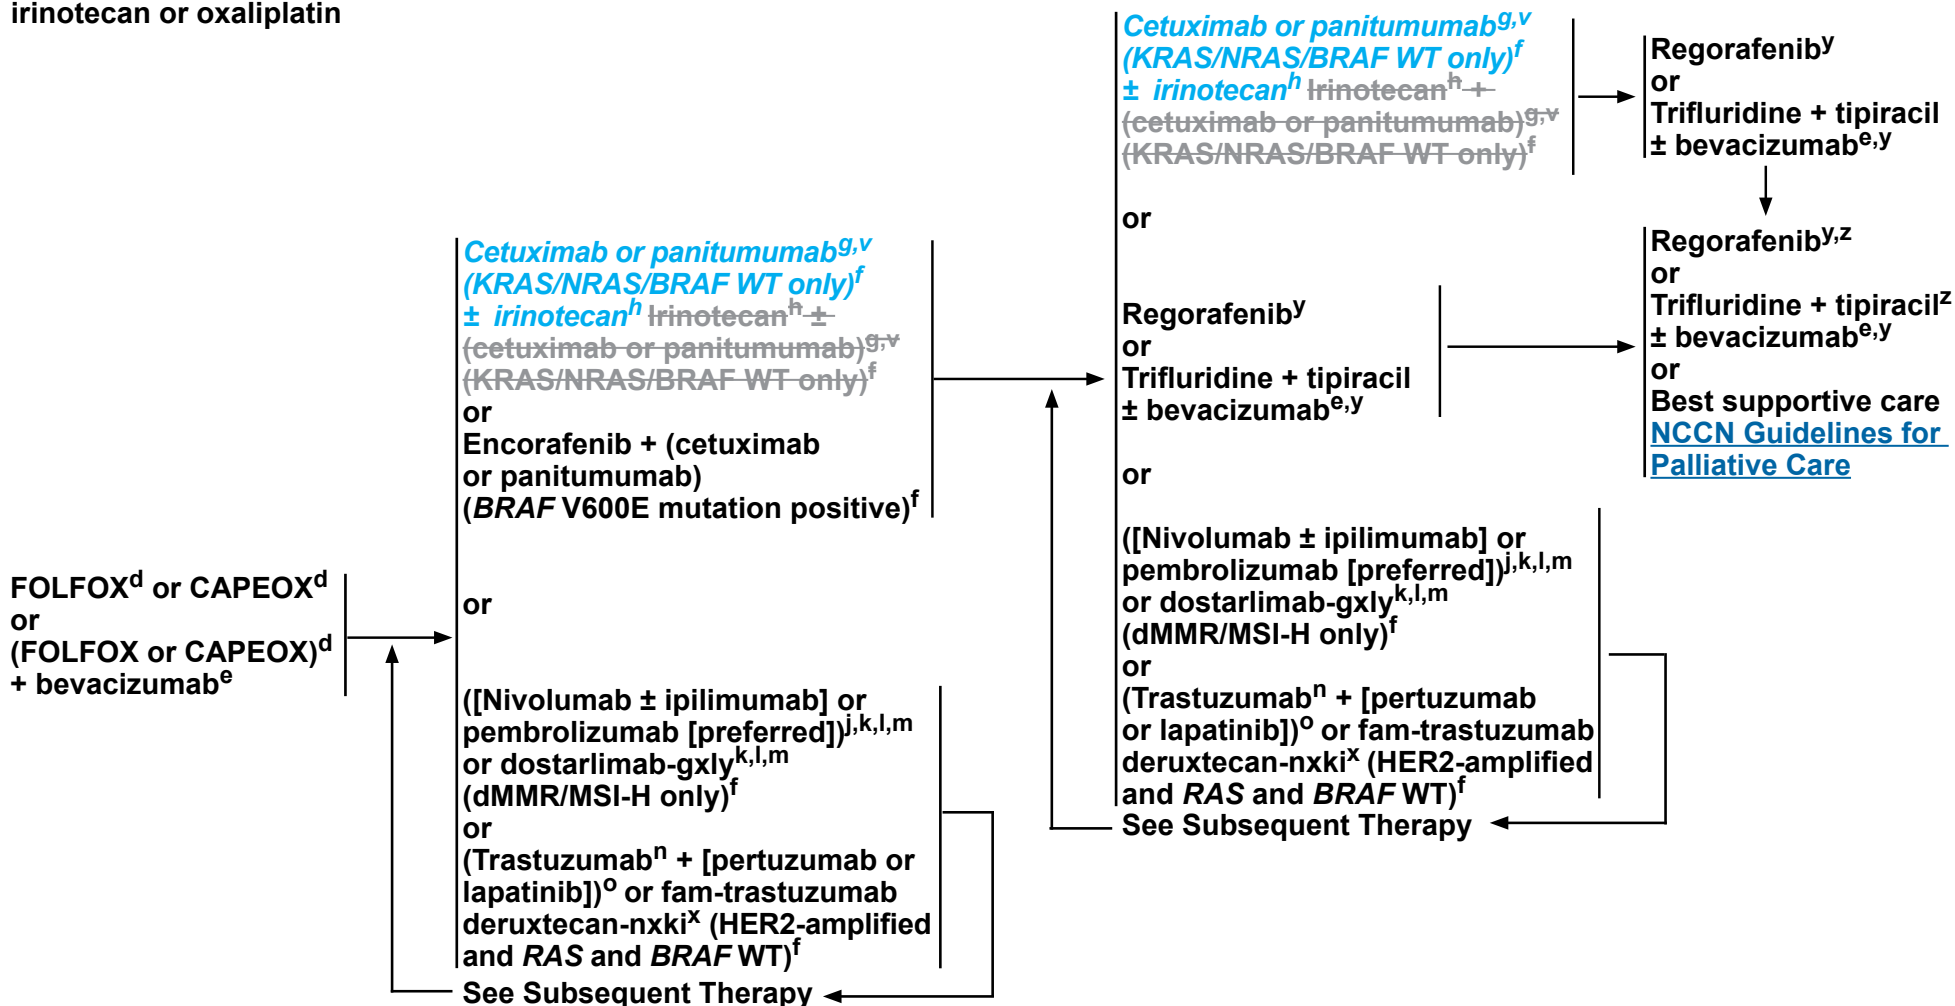 irinotecan or oxaliplatin
FOLFOXd or CAPEOXd
or
(FOLFOX or CAPEOX)d
+ bevacizumabe
Cetuximab or panitumumabg,v
(KRAS/NRAS/BRAF WT only)f
± irinotecanh Irinotecanh ±
(cetuximab or panitumumab)g,v
(KRAS/NRAS/BRAF WT only)f
or
Encorafenib + (cetuximab
or panitumumab)
(BRAF V600E mutation positive)f
or
([Nivolumab ± ipilimumab] or
pembrolizumab [preferred])j,k,l,m
or dostarlimab-gxlyk,l,m
(dMMR/MSI-H only)f
or
(Trastuzumabn + [pertuzumab or
lapatinib])o or fam-trastuzumab
deruxtecan-nxkix (HER2-amplified
and RAS and BRAF WT)f
See Subsequent Therapy
Cetuximab or panitumumabg,v
(KRAS/NRAS/BRAF WT only)f
± irinotecanh Irinotecanh +
(cetuximab or panitumumab)g,v
(KRAS/NRAS/BRAF WT only)f
or
Regorafeniby
or
Trifluridine + tipiracil
± bevacizumabe,y
or
([Nivolumab ± ipilimumab] or
pembrolizumab [preferred])j,k,l,m
or dostarlimab-gxlyk,l,m
(dMMR/MSI-H only)f
or
(Trastuzumabn + [pertuzumab
or lapatinib])o or fam-trastuzumab
deruxtecan-nxkix (HER2-amplified
and RAS and BRAF WT)f
See Subsequent Therapy
Regorafeniby
or
Trifluridine + tipiracil
± bevacizumabe,y
Regorafeniby,z
or
Trifluridine + tipiracilz
± bevacizumabe,y
or
Best supportive care
NCCN Guidelines for
Palliative Care